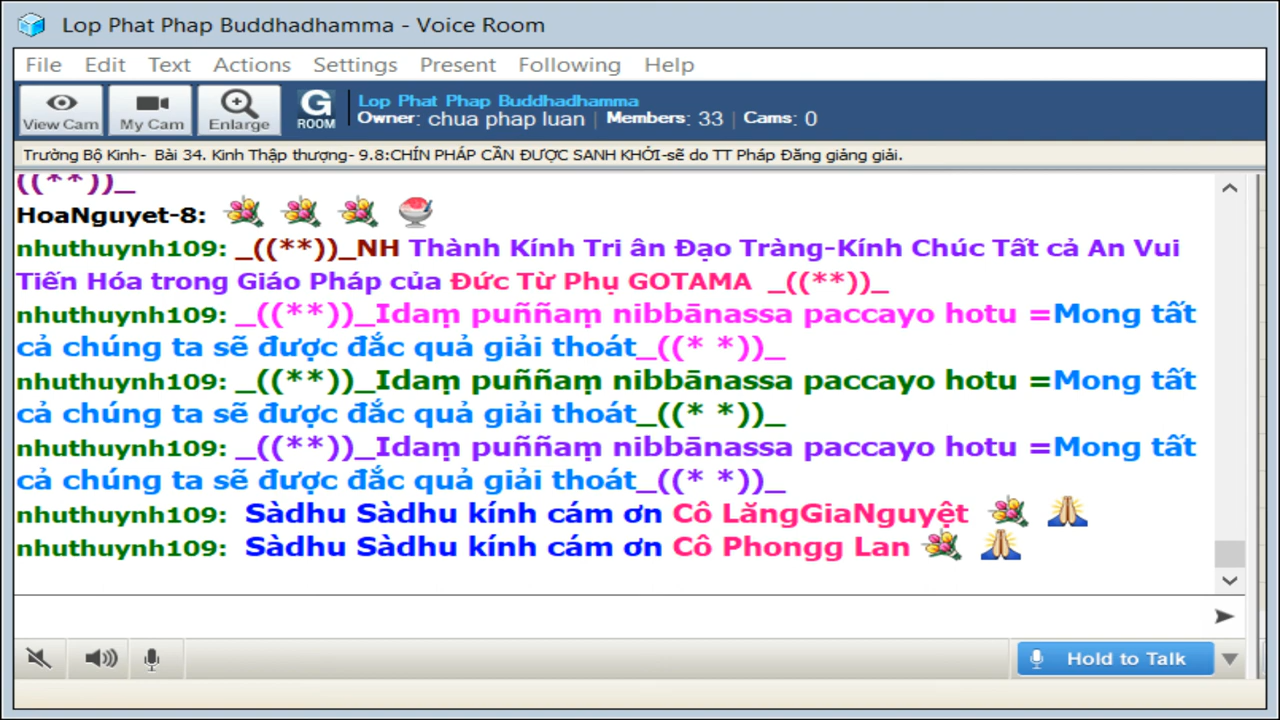 Lop Phat Phap Buddhadhamma - Voice Room
File Edit Text Actions Settings Present Following Help
View Cam My Cam Enlarge G ROOM Lop Phat Phap Buddhadhamma
Owner: chua phap luan | Members: 33 | Cams: 0
Trường Bộ Kinh- Bài 34. Kinh Thập thượng- 9.8:CHÍN PHÁP CẦN ĐƯỢC SANH KHỞI-sẽ do TT Pháp Đăng giảng giải.
((**))_
HoaNguyet-8:
nhuthuynh109: _((**))_NH Thành Kính Tri ân Đạo Tràng-Kính Chúc Tất cả An Vui
Tiến Hóa trong Giáo Pháp của Đức Từ Phụ GOTAMA _((**))_
nhuthuynh109: _((**))_Idaṃ puññaṃ nibbānassa paccayo hotu =Mong tất
cả chúng ta sẽ được đắc quả giải thoát_((* *))_
nhuthuynh109: _((**))_Idaṃ puññaṃ nibbānassa paccayo hotu =Mong tất
cả chúng ta sẽ được đắc quả giải thoát_((* *))_
nhuthuynh109: _((**))_Idaṃ puññaṃ nibbānassa paccayo hotu =Mong tất
cả chúng ta sẽ được đắc quả giải thoát_((* *))_
nhuthuynh109: Sàdhu Sàdhu kính cám ơn Cô LăngGiaNguyệt
nhuthuynh109: Sàdhu Sàdhu kính cám ơn Cô Phongg Lan
Hold to Talk